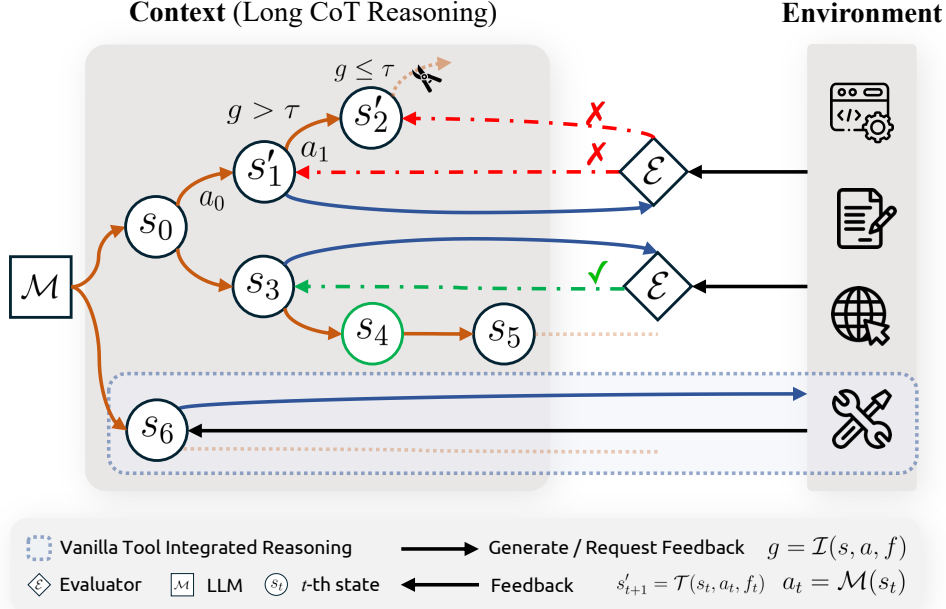 Context (Long CoT Reasoning)
Environment
g ≤ τ
g > τ
s′₂
</>
s′₁
a₁
ℰ
a₀
s₀
ℳ
s₃
ℰ
s₄
s₅
s₆
Vanilla Tool Integrated Reasoning
Generate / Request Feedback
g = ℐ(s, a, f)
ℰ Evaluator
ℳ LLM
sₜ t-th state
Feedback
s′ₜ₊₁ = 𝒯(sₜ, aₜ, fₜ)
aₜ = ℳ(sₜ)